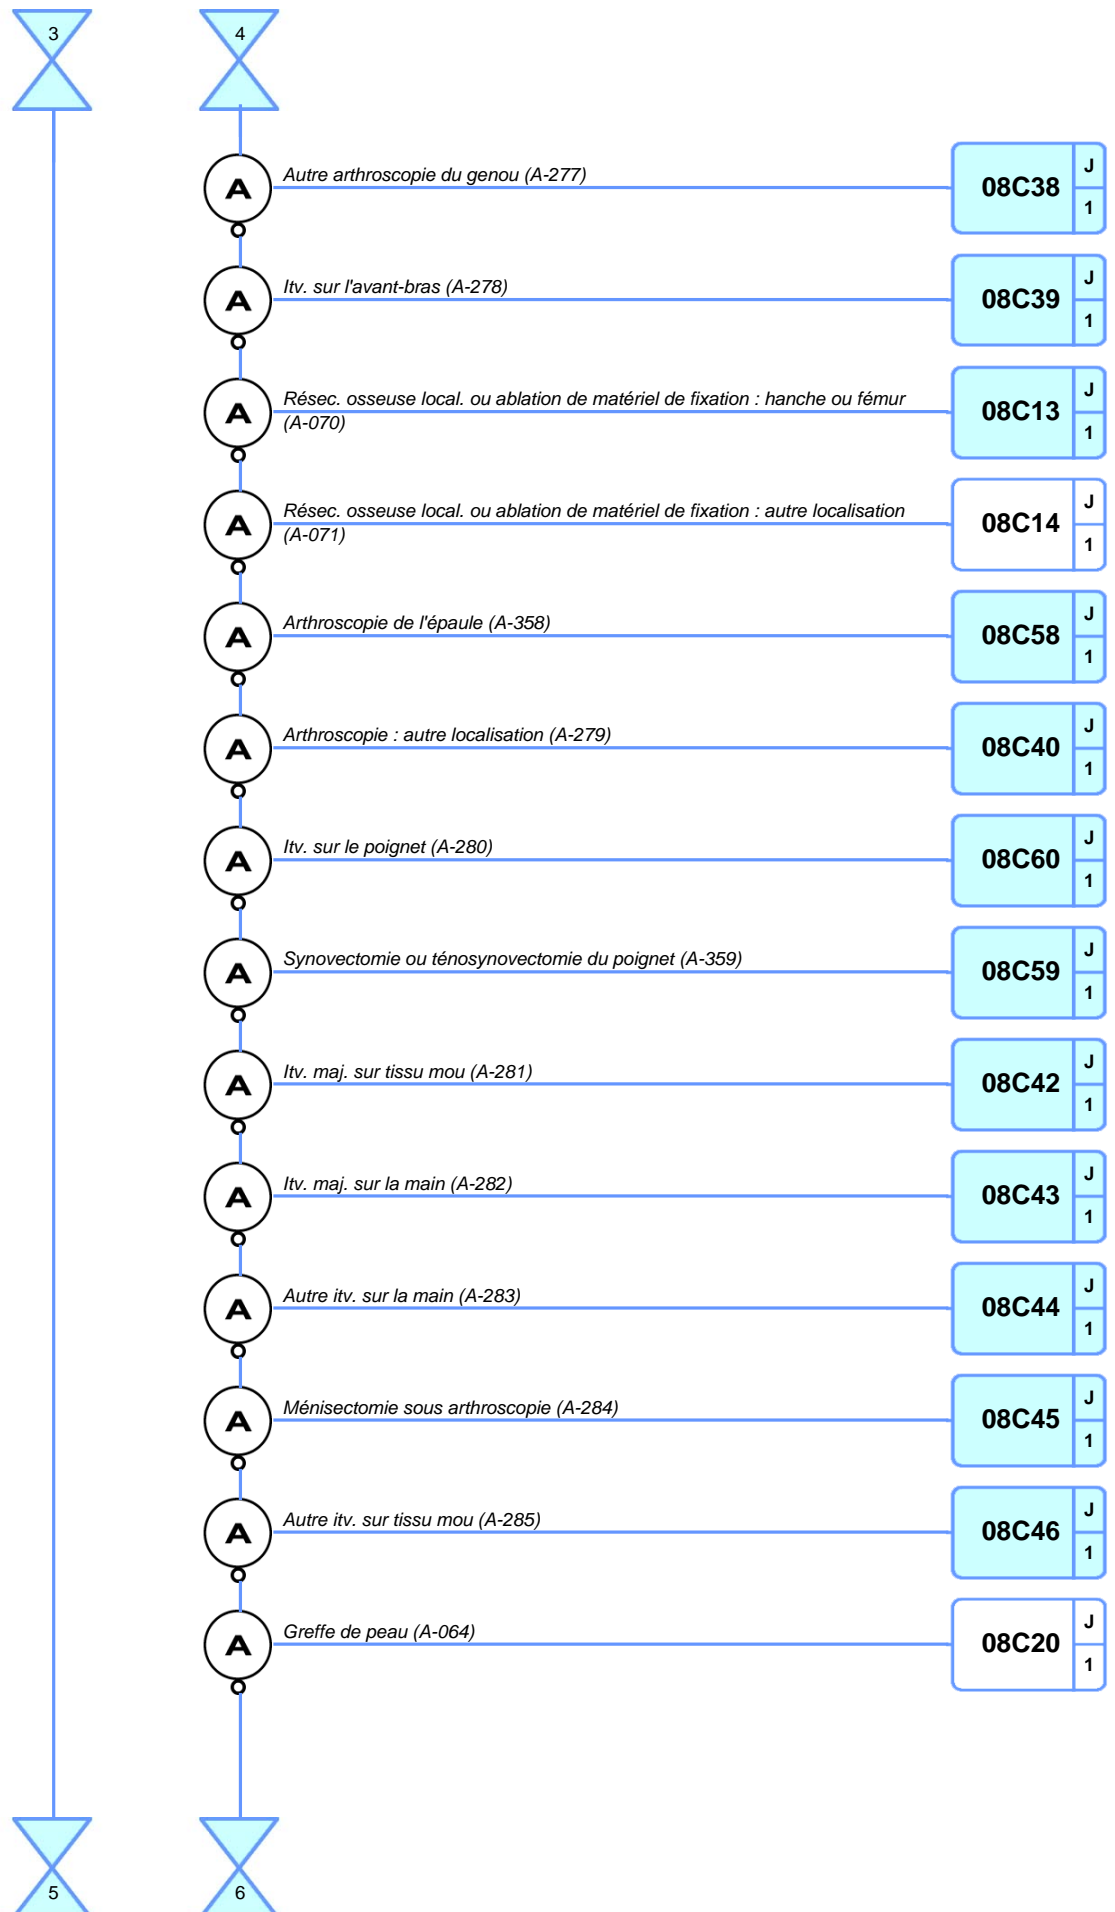 3
4
A
Autre arthroscopie du genou (A-277)
08C38
J
1
A
Itv. sur l'avant-bras (A-278)
08C39
J
1
A
Résec. osseuse local. ou ablation de matériel de fixation : hanche ou fémur
(A-070)
08C13
J
1
A
Résec. osseuse local. ou ablation de matériel de fixation : autre localisation
(A-071)
08C14
J
1
A
Arthroscopie de l'épaule (A-358)
08C58
J
1
A
Arthroscopie : autre localisation (A-279)
08C40
J
1
A
Itv. sur le poignet (A-280)
08C60
J
1
A
Synovectomie ou ténosynovectomie du poignet (A-359)
08C59
J
1
A
Itv. maj. sur tissu mou (A-281)
08C42
J
1
A
Itv. maj. sur la main (A-282)
08C43
J
1
A
Autre itv. sur la main (A-283)
08C44
J
1
A
Ménisectomie sous arthroscopie (A-284)
08C45
J
1
A
Autre itv. sur tissu mou (A-285)
08C46
J
1
A
Greffe de peau (A-064)
08C20
J
1
5
6